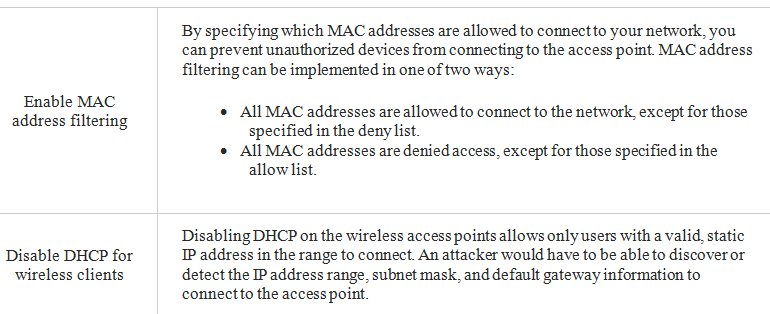 By specifying which MAC addresses are allowed to connect to your network, you
can prevent unauthorized devices from connecting to the access point. MAC address
filtering can be implemented in one of two ways:
Enable MAC
address filtering
• All MAC addresses are allowed to connect to the network, except for those
specified in the deny list.
• All MAC addresses are denied access, except for those specified in the
allow list.
Disable DHCP for
wireless clients
Disabling DHCP on the wireless access points allows only users with a valid, static
IP address in the range to connect. An attacker would have to be able to discover or
detect the IP address range, subnet mask, and default gateway information to
connect to the access point.